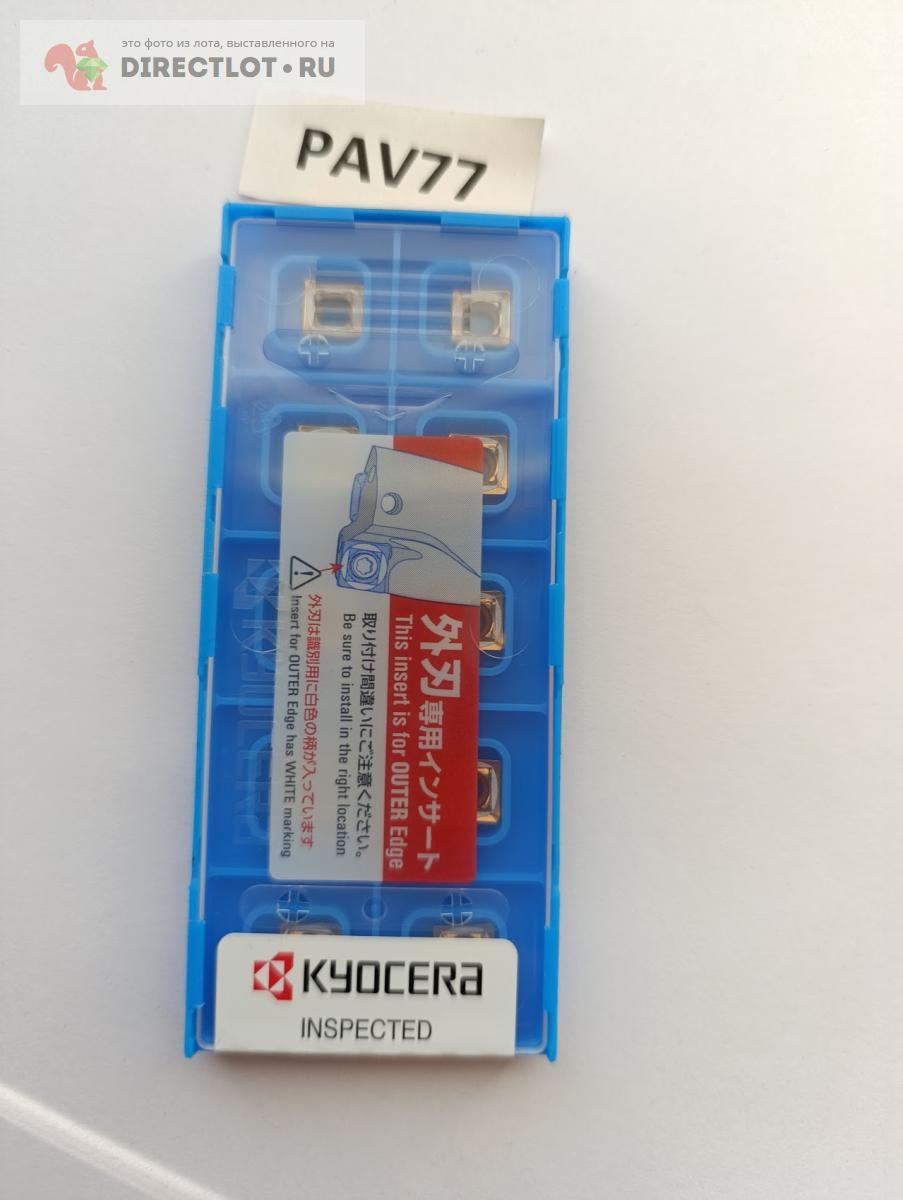 это фото из лота, выставленного на
DIRECTLOT.RU
PAV77
外刃専用インサート
This insert is for OUTER Edge
取り付け間違いにご注意ください。
Be sure to install in the right location
外刃は識別用に白色の柄が入っています
Insert for OUTER Edge has WHITE marking
KYOCERA
KYOCERA
INSPECTED